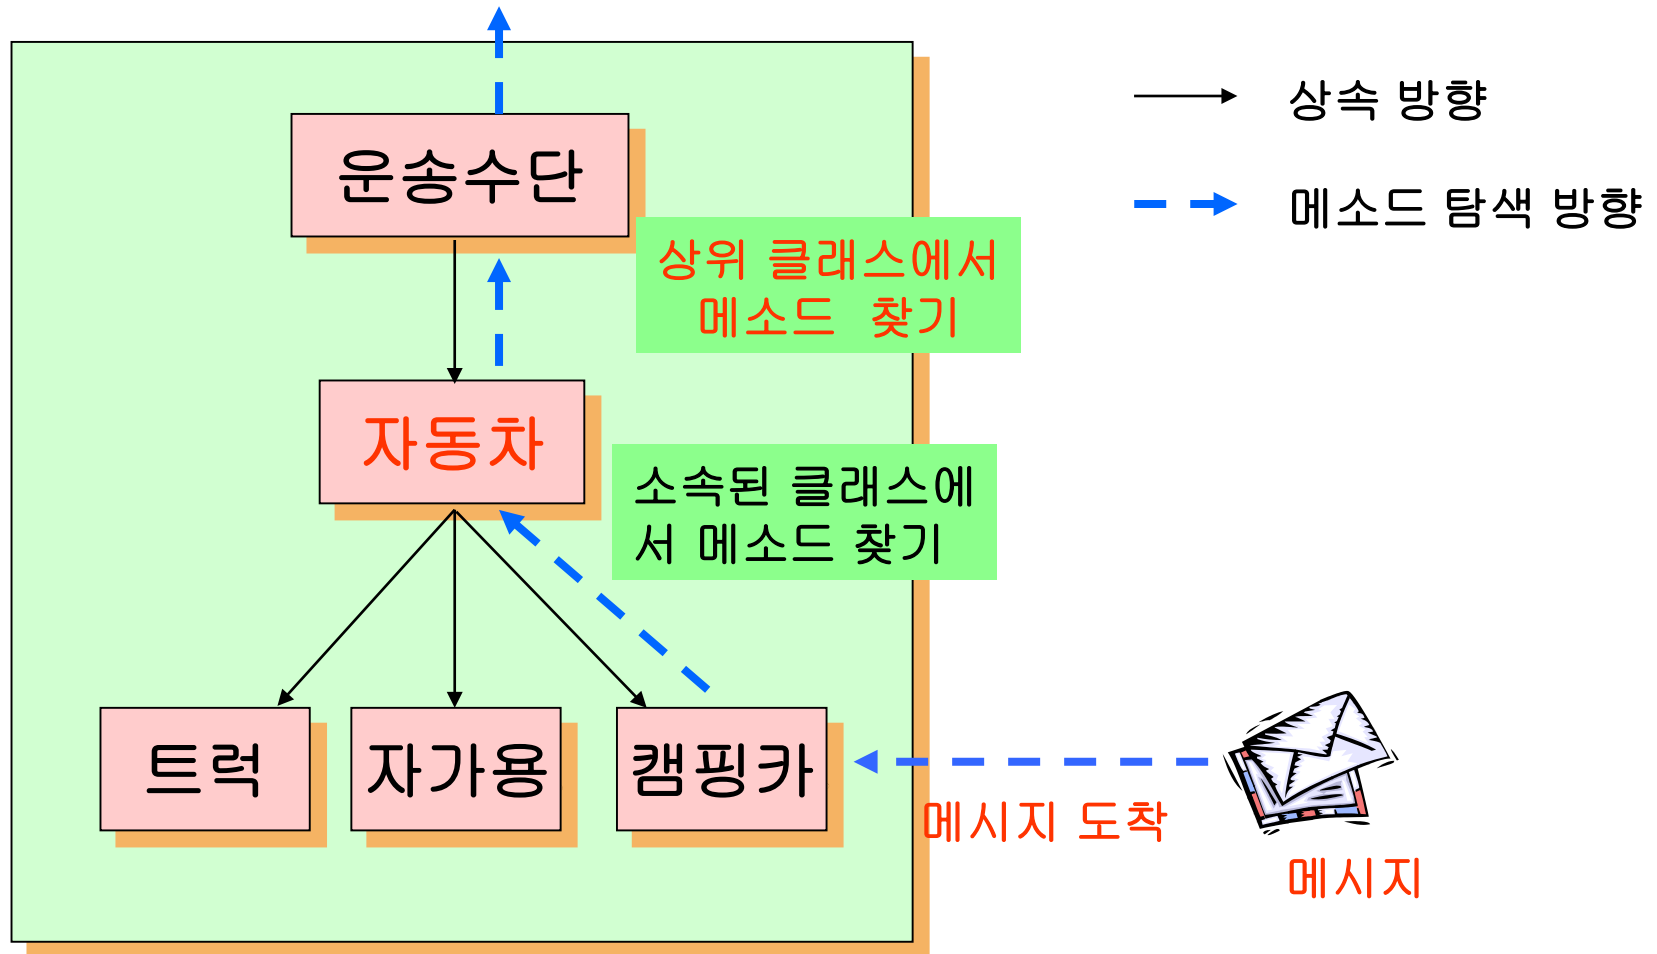 상속 방향
운송수단
메소드 탐색 방향
상위 클래스에서
메소드 찾기
자동차
소속된 클래스에
서 메소드 찾기
트럭
자가용
캠핑카
메시지 도착
메시지